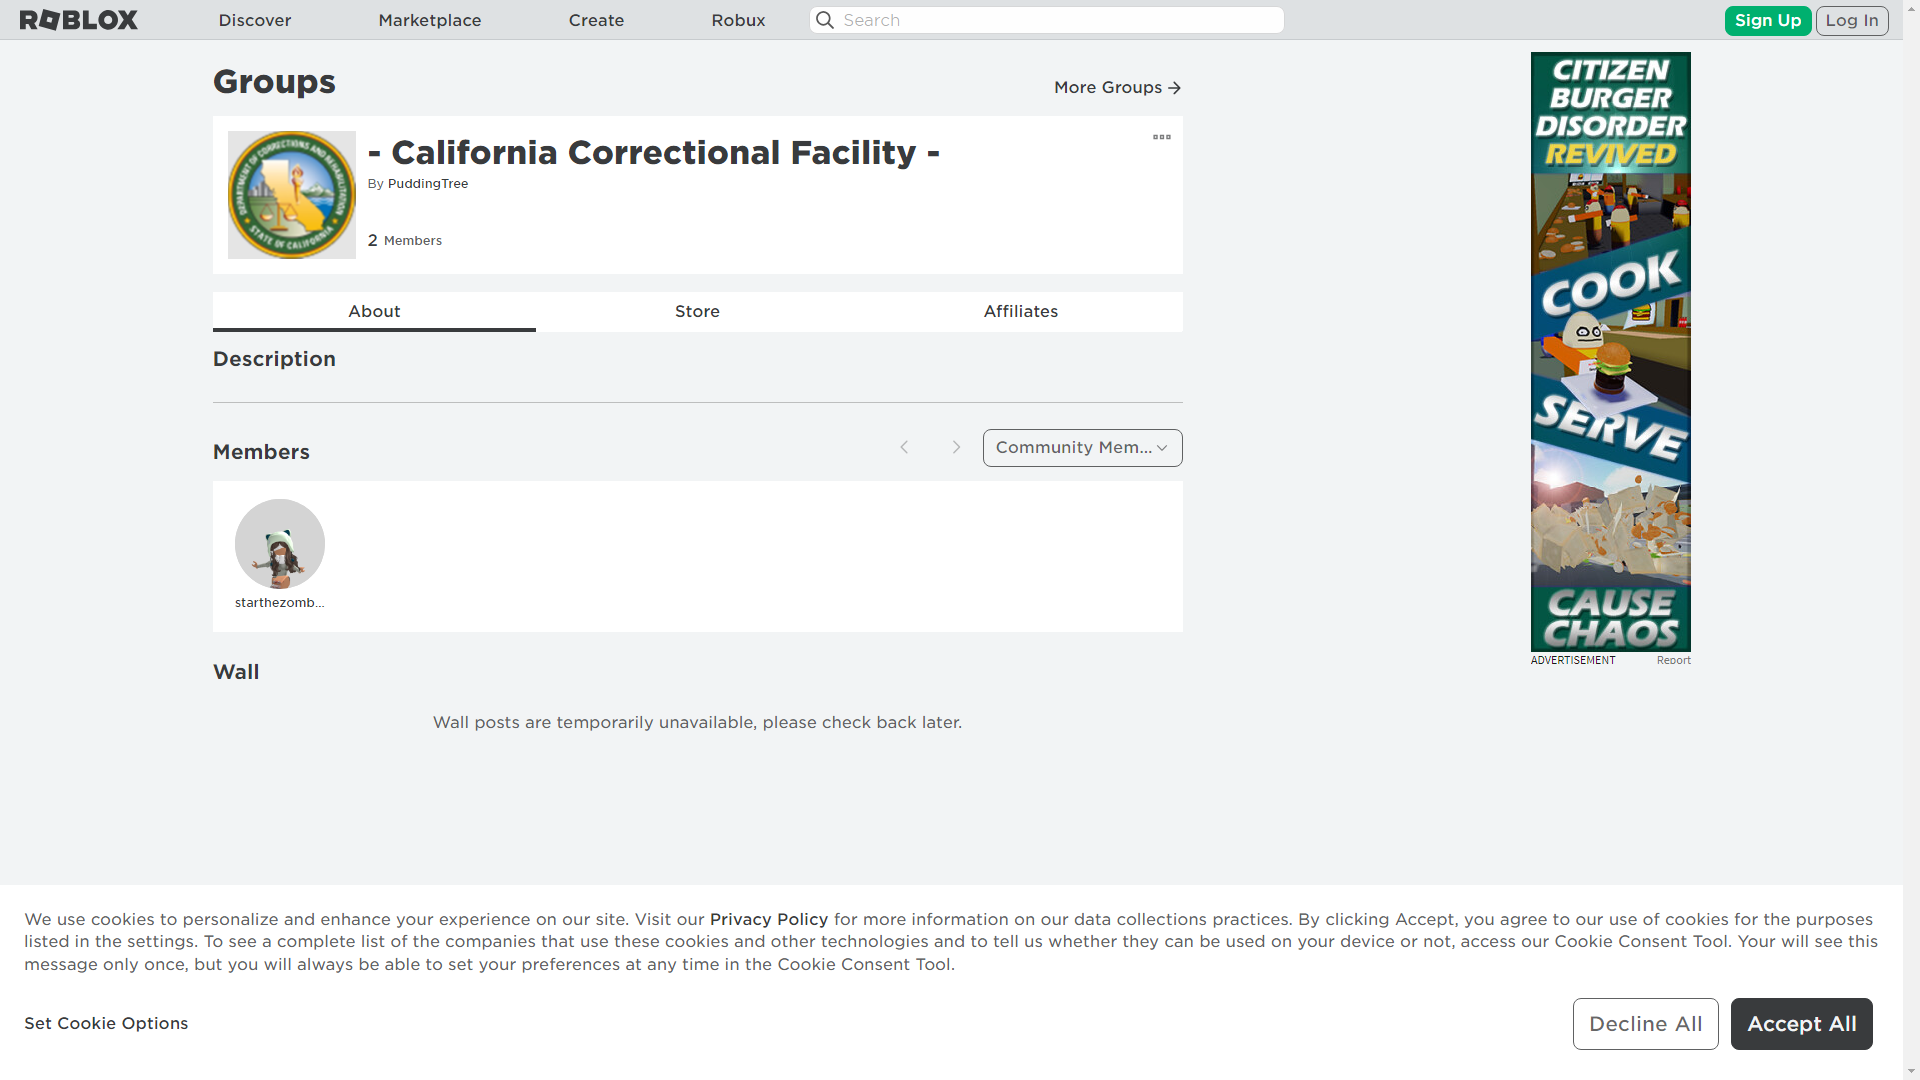 ROBLOX
Discover
Marketplace
Create
Robux
Search
Sign Up
Log In
Groups
More Groups
- California Correctional Facility -
By PuddingTree
2 Members
DEPARTMENT OF CORRECTIONS AND REHABILITATION
STATE OF CALIFORNIA
About
Store
Affiliates
Description
Members
Community Mem...
starthezomb...
Wall
Wall posts are temporarily unavailable, please check back later.
CITIZEN
BURGER
DISORDER
REVIVED
COOK
SERVE
CAUSE
CHAOS
ADVERTISEMENT
Report
We use cookies to personalize and enhance your experience on our site. Visit our Privacy Policy for more information on our data collections practices. By clicking Accept, you agree to our use of cookies for the purposes
listed in the settings. To see a complete list of the companies that use these cookies and other technologies and to tell us whether they can be used on your device or not, access our Cookie Consent Tool. Your will see this
message only once, but you will always be able to set your preferences at any time in the Cookie Consent Tool.
Set Cookie Options
Decline All
Accept All